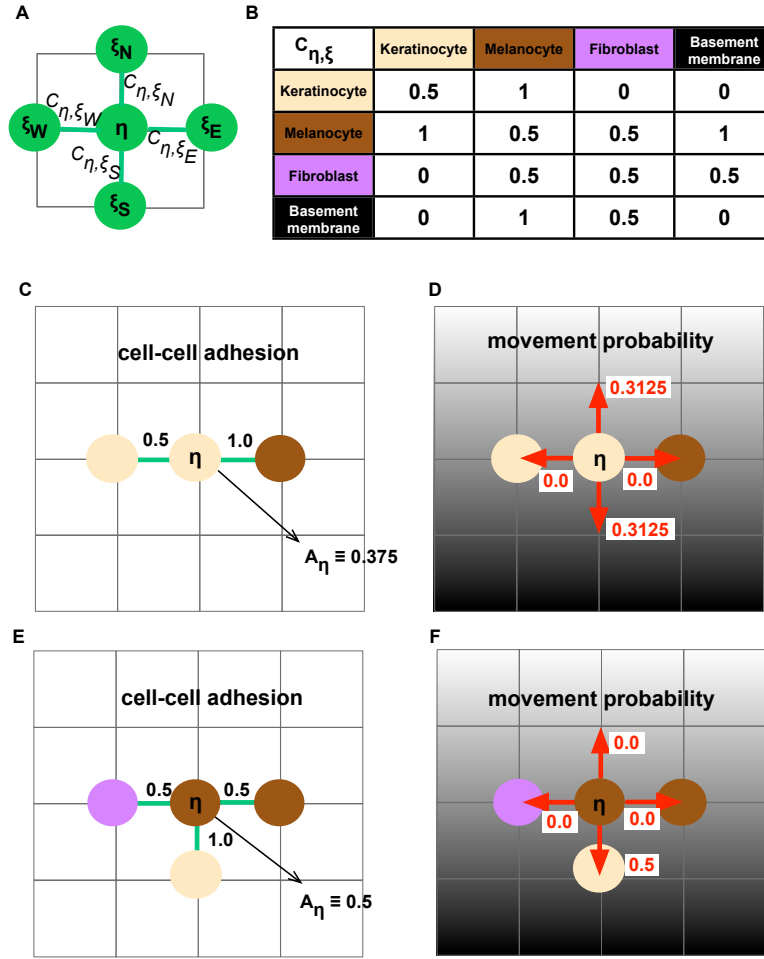 A
ξN
Cη,ξN
ξW
Cη,ξW
η
Cη,ξE
ξE
Cη,ξS
ξS
B
Cη,ξ Keratinocyte Melanocyte Fibroblast Basement membrane
Keratinocyte 0.5 1 0 0
Melanocyte 1 0.5 0.5 1
Fibroblast 0 0.5 0.5 0.5
Basement membrane 0 1 0.5 0
C
cell-cell adhesion
0.5 1.0
η
Aη ≡ 0.375
D
movement probability
0.3125
η
0.0 0.0
0.3125
E
cell-cell adhesion
0.5 0.5
η
1.0
Aη ≡ 0.5
F
movement probability
0.0
η
0.0 0.0
0.5